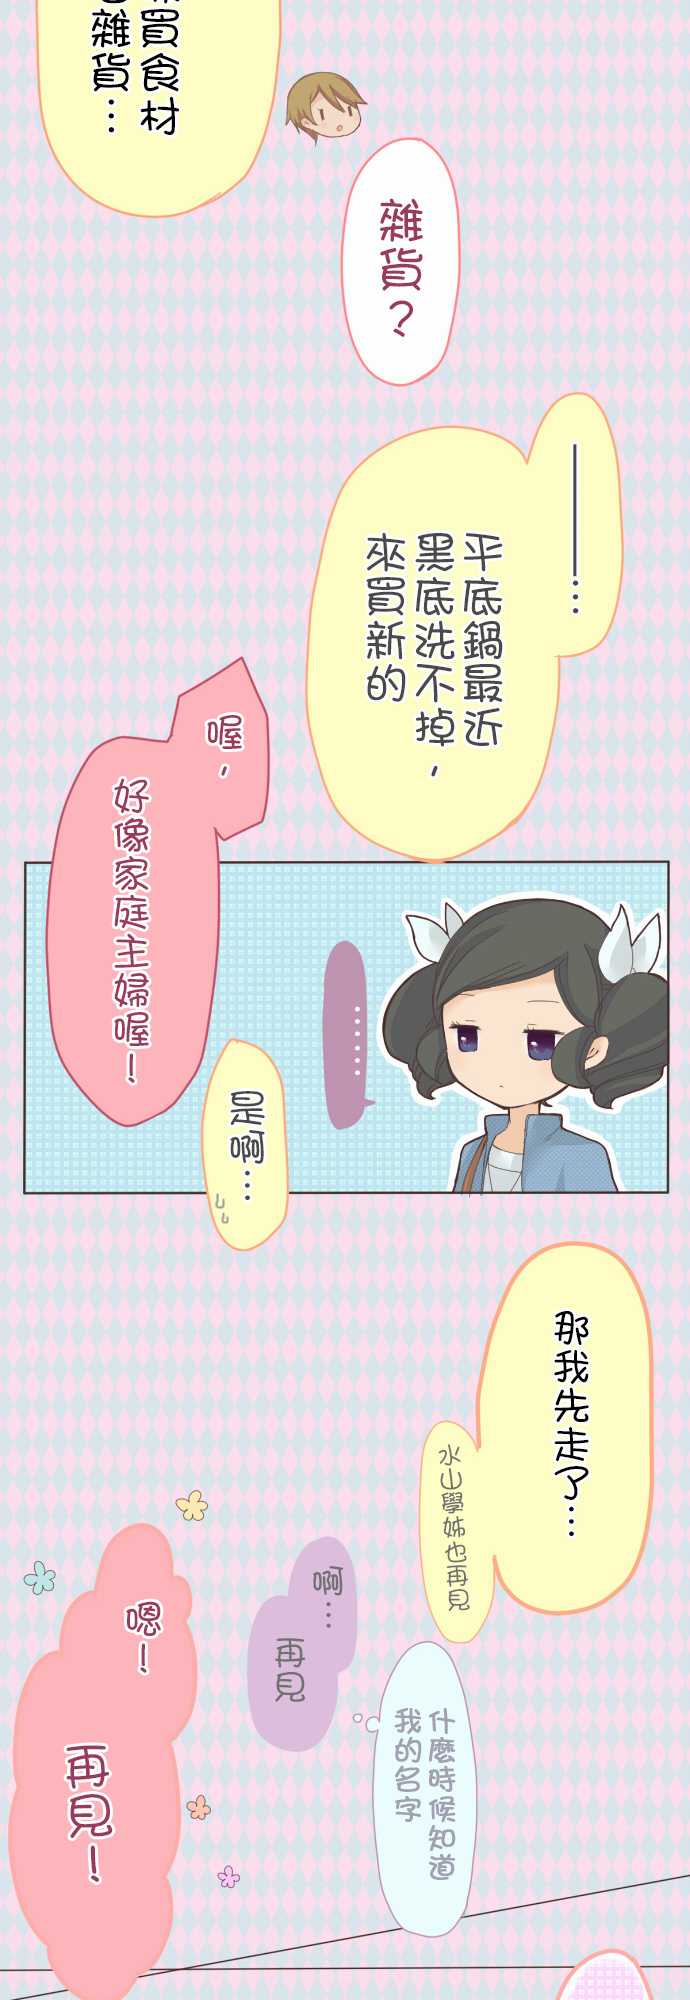 買食材
雜貨…
雜貨？
———…
平底鍋最近
黑底洗不掉，
來買新的
喔，
好像家庭主婦喔！
……
是啊…
那我先走了…
水山學姊也再見
啊…
再見
什麼時候知道
我的名字
嗯！
再見！